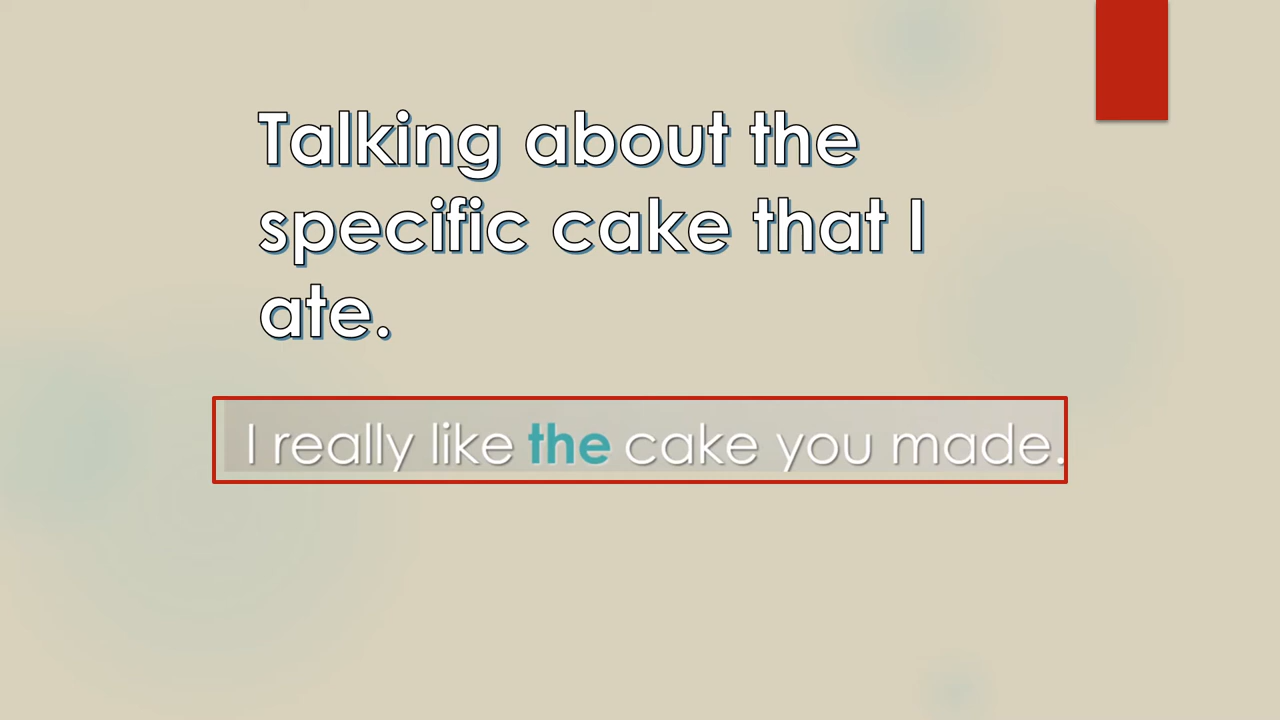 Talking about the
specific cake that I
ate.
I really like the cake you made.